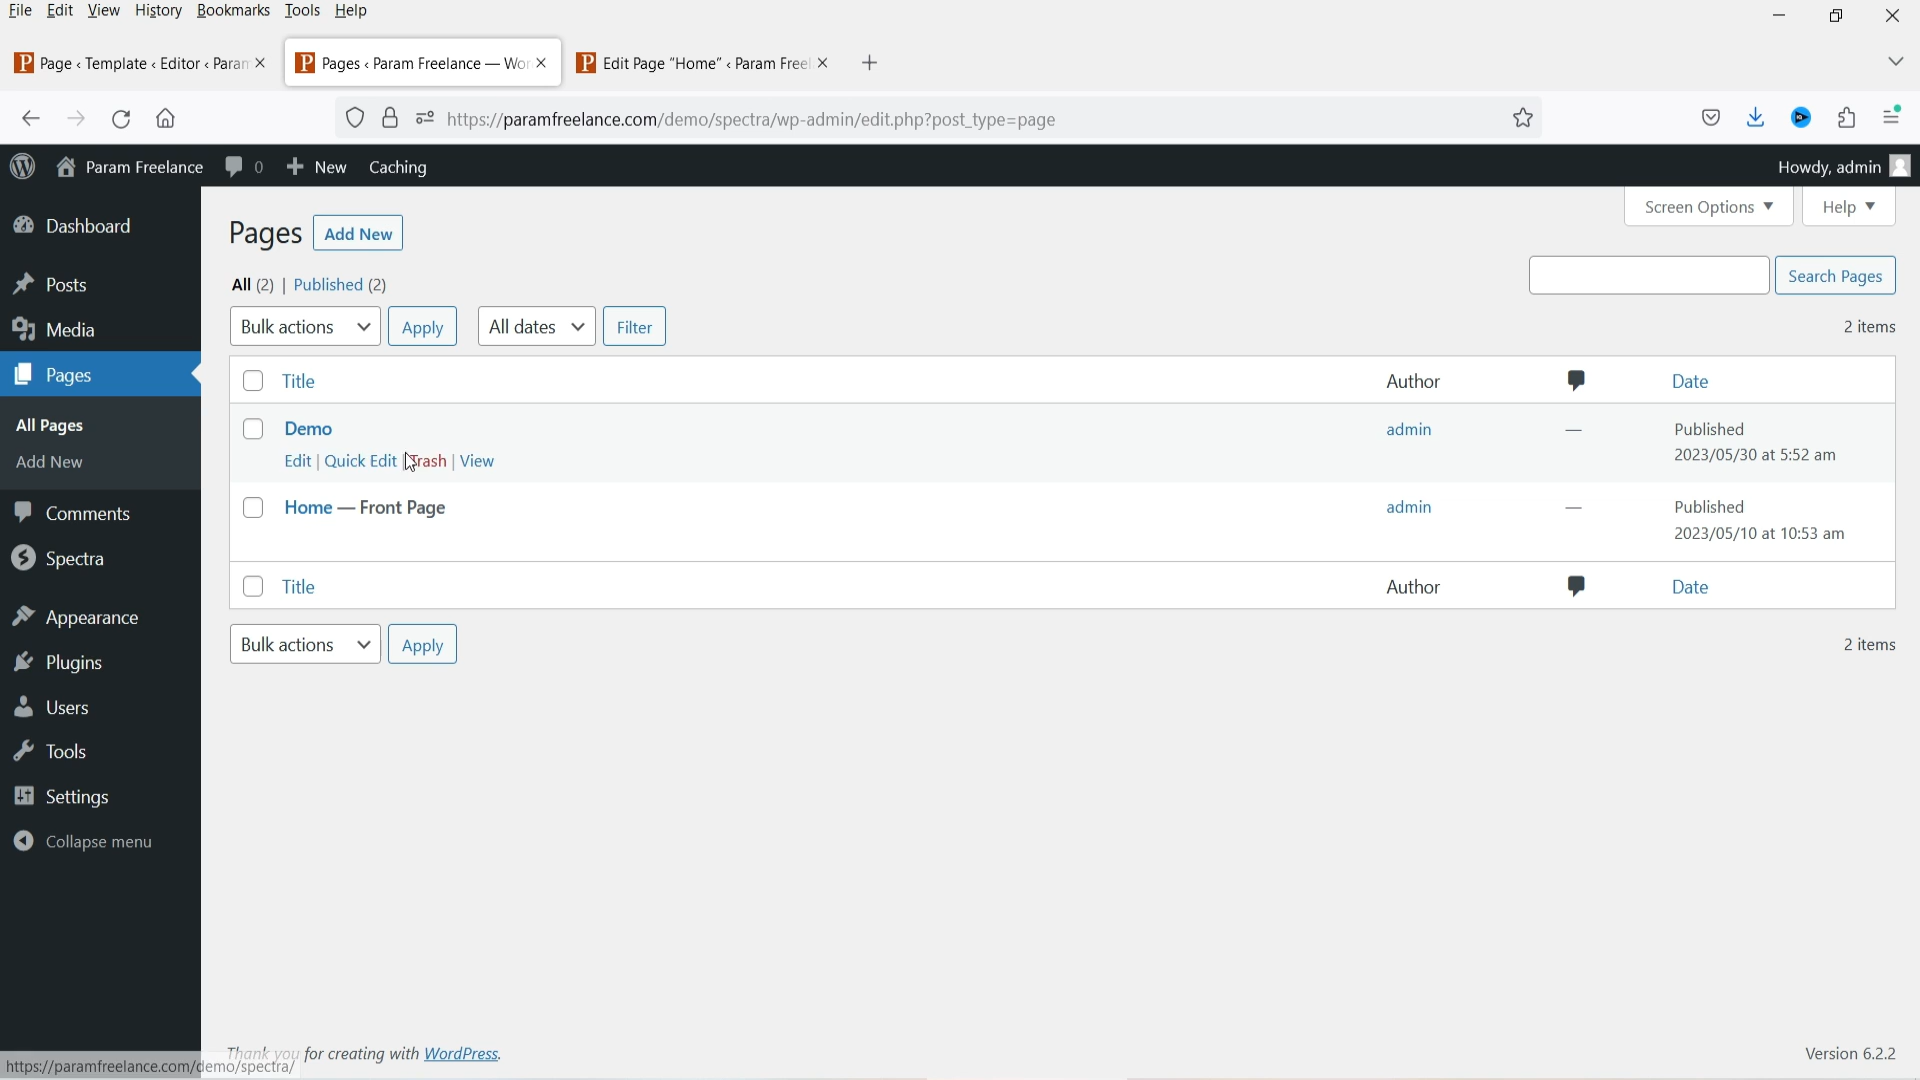 File Edit View History Bookmarks Tools Help
Page ‹ Template ‹ Editor ‹ Param
Pages ‹ Param Freelance — Wor
Edit Page “Home” ‹ Param Freel
https://paramfreelance.com/demo/spectra/wp-admin/edit.php?post_type=page
Param Freelance 0 New Caching Howdy, admin
Screen Options Help
Dashboard
Posts
Media
Pages
All Pages
Add New
Comments
Spectra
Appearance
Plugins
Users
Tools
Settings
Collapse menu
Pages Add New
All (2) | Published (2)
Search Pages
Bulk actions Apply All dates Filter 2 items
Title Author Date
Demo admin — Published
2023/05/30 at 5:52 am
Edit | Quick Edit | Trash | View
Home — Front Page admin — Published
2023/05/10 at 10:53 am
Title Author Date
Bulk actions Apply 2 items
Thank you for creating with WordPress. Version 6.2.2
https://paramfreelance.com/demo/spectra/